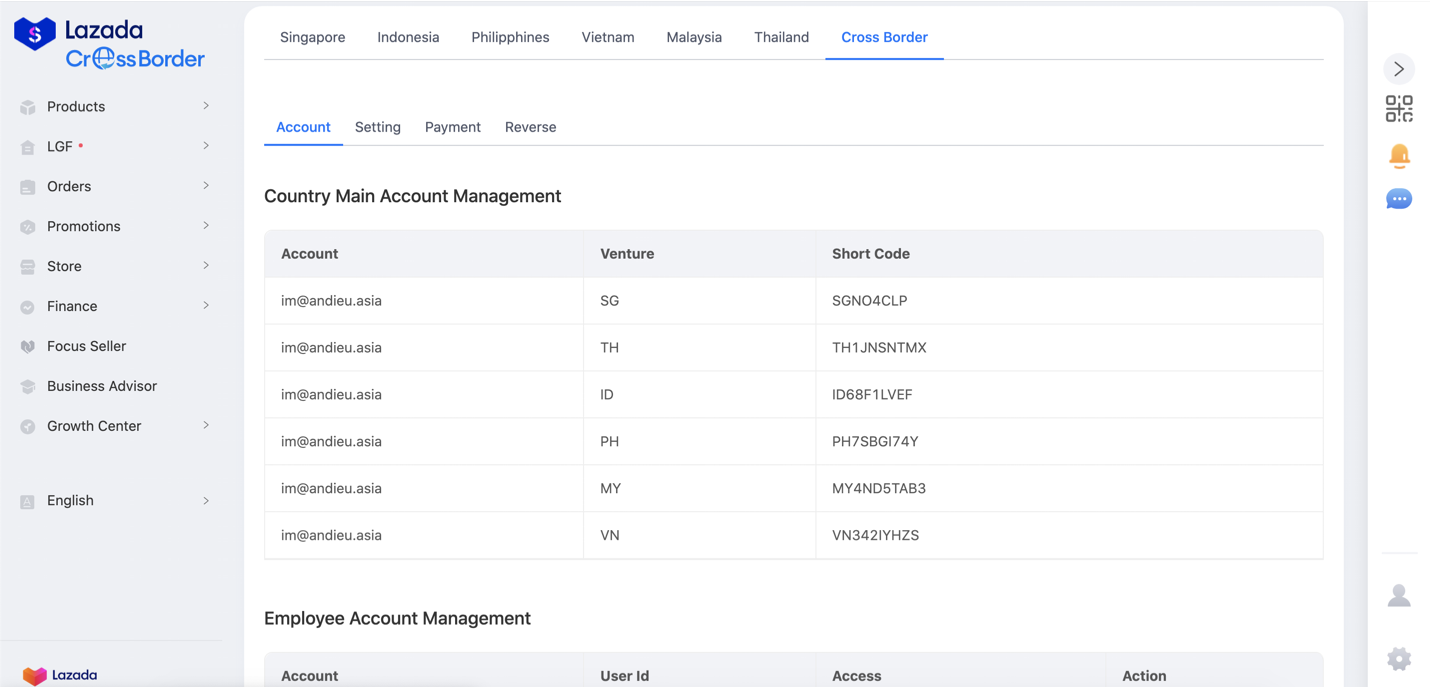 Lazada
CrossBorder
Products
LGF
Orders
Promotions
Store
Finance
Focus Seller
Business Advisor
Growth Center
English
Lazada
Singapore Indonesia Philipphines Vietnam Malaysia Thailand Cross Border
Account Setting Payment Reverse
Country Main Account Management
Account Venture Short Code
im@andieu.asia SG SGNO4CLP
im@andieu.asia TH TH1JNSNTMX
im@andieu.asia ID ID68F1LVEF
im@andieu.asia PH PH7SBGI74Y
im@andieu.asia MY MY4ND5TAB3
im@andieu.asia VN VN342IYHZS
Employee Account Management
Account User Id Access Action